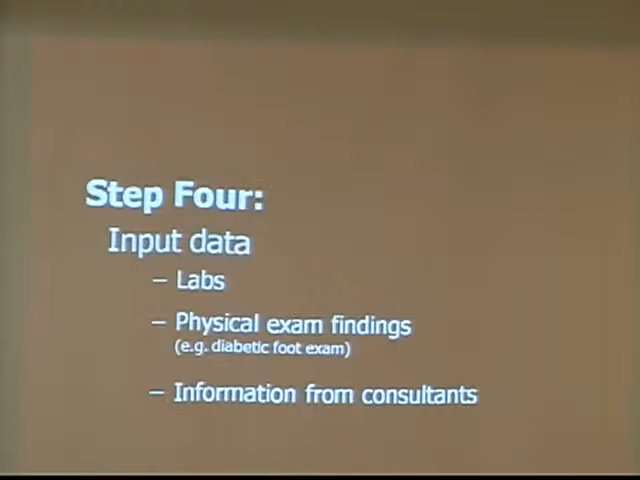 Step Four:
Input data
– Labs
– Physical exam findings
(e.g. diabetic foot exam)
– Information from consultants